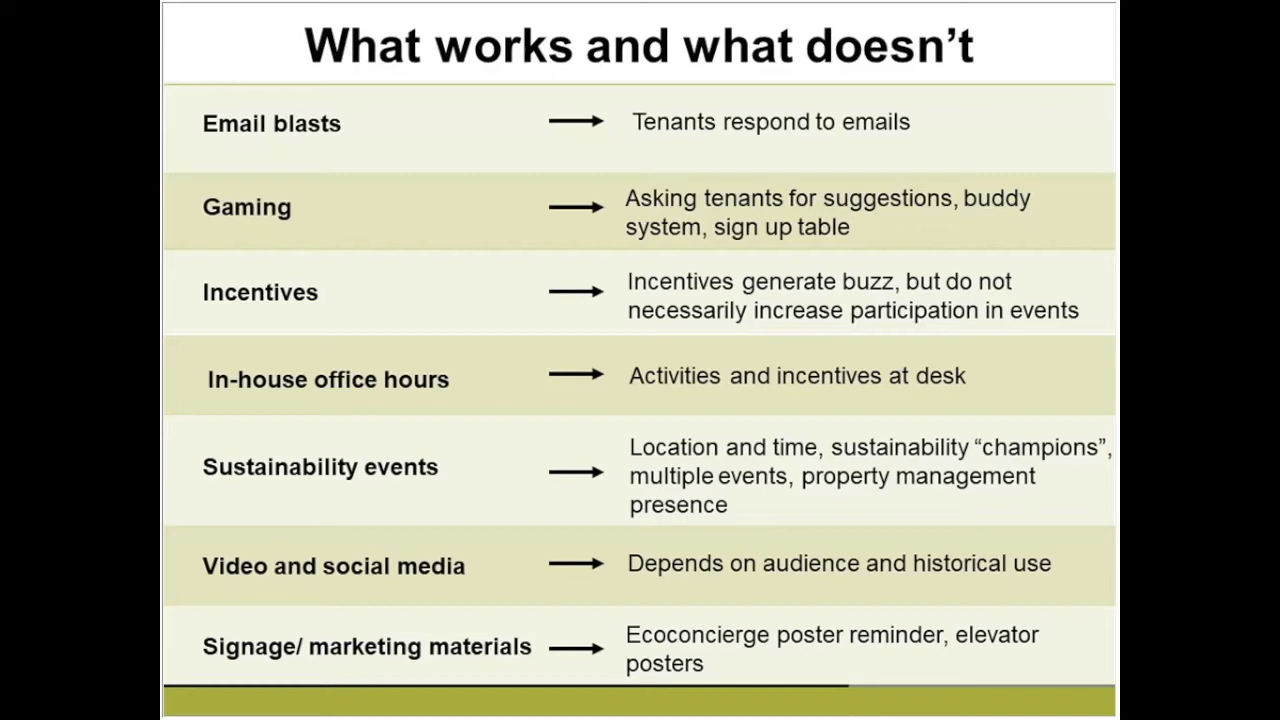 What works and what doesn’t
Email blasts
Tenants respond to emails
Gaming
Asking tenants for suggestions, buddy
system, sign up table
Incentives
Incentives generate buzz, but do not
necessarily increase participation in events
In-house office hours
Activities and incentives at desk
Sustainability events
Location and time, sustainability “champions”,
multiple events, property management
presence
Video and social media
Depends on audience and historical use
Signage/ marketing materials
Ecoconcierge poster reminder, elevator
posters